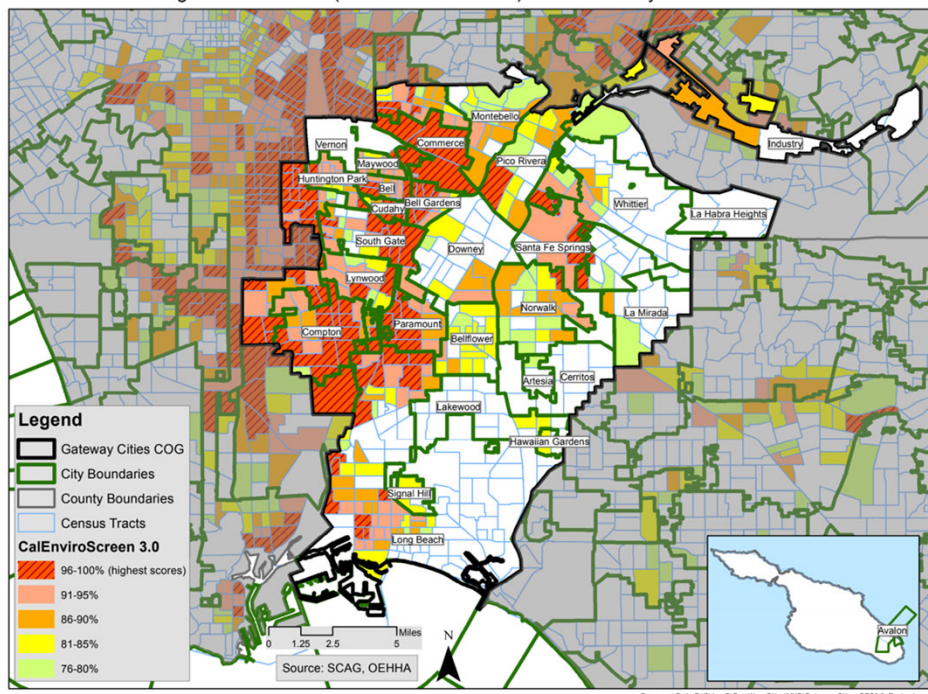 Montebello
Vernon
Commerce
Industry
Maywood
Pico Rivera
Huntington Park
Bell
Whittier
Bell Gardens
Cudahy
La Habra Heights
South Gate
Downey
Santa Fe Springs
Lynwood
Norwalk
La Mirada
Compton
Paramount
Bellflower
Cerritos
Artesia
Lakewood
Hawaiian Gardens
Signal Hill
Long Beach
Legend
Gateway Cities COG
City Boundaries
County Boundaries
Census Tracts
CalEnviroScreen 3.0
96-100% (highest scores)
91-95%
86-90%
81-85%
76-80%
Miles
0 1.25 2.5 5
N
Source: SCAG, OEHHA
Avalon